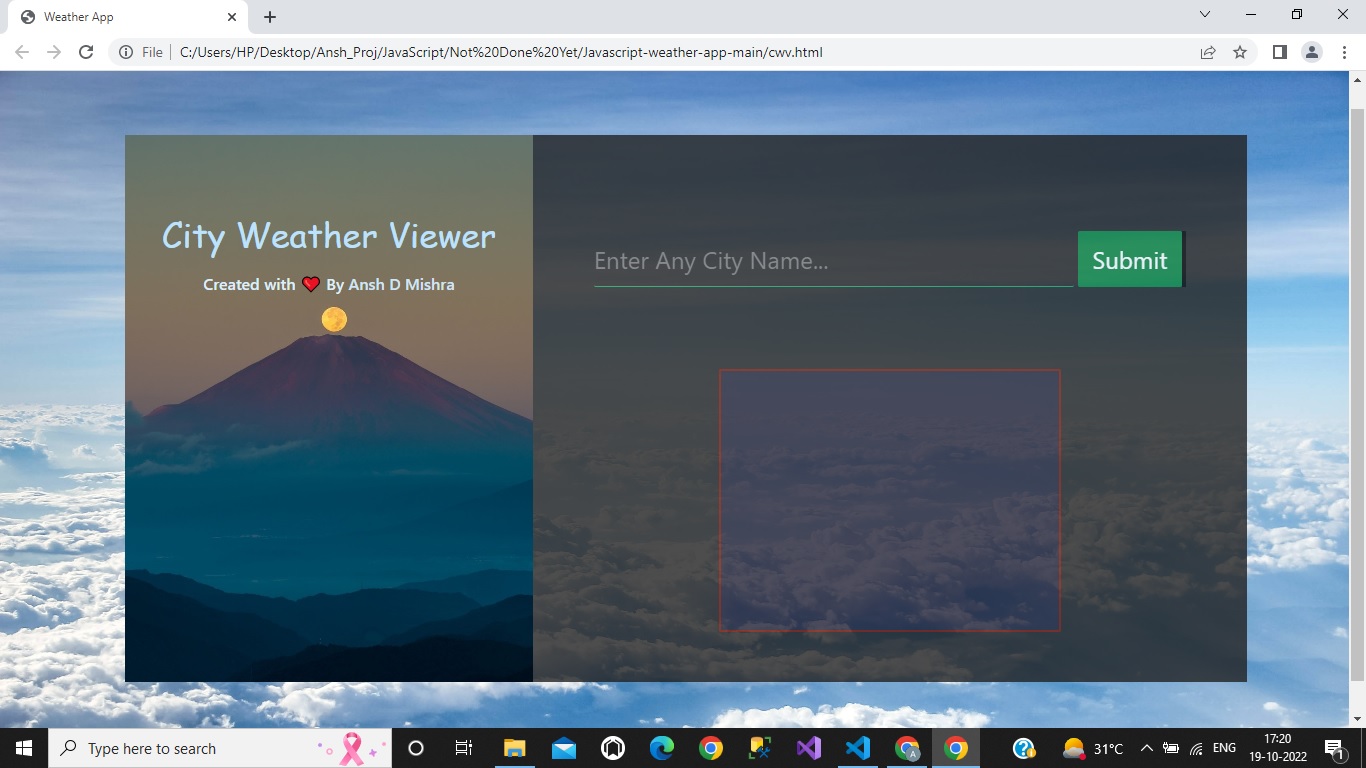 Weather App
File
C:/Users/HP/Desktop/Ansh_Proj/JavaScript/Not%20Done%20Yet/Javascript-weather-app-main/cwv.html
City Weather Viewer
Created with ❤ By Ansh D Mishra
Enter Any City Name...
Submit
Type here to search
A
31°C
ENG
17:20
19-10-2022
1